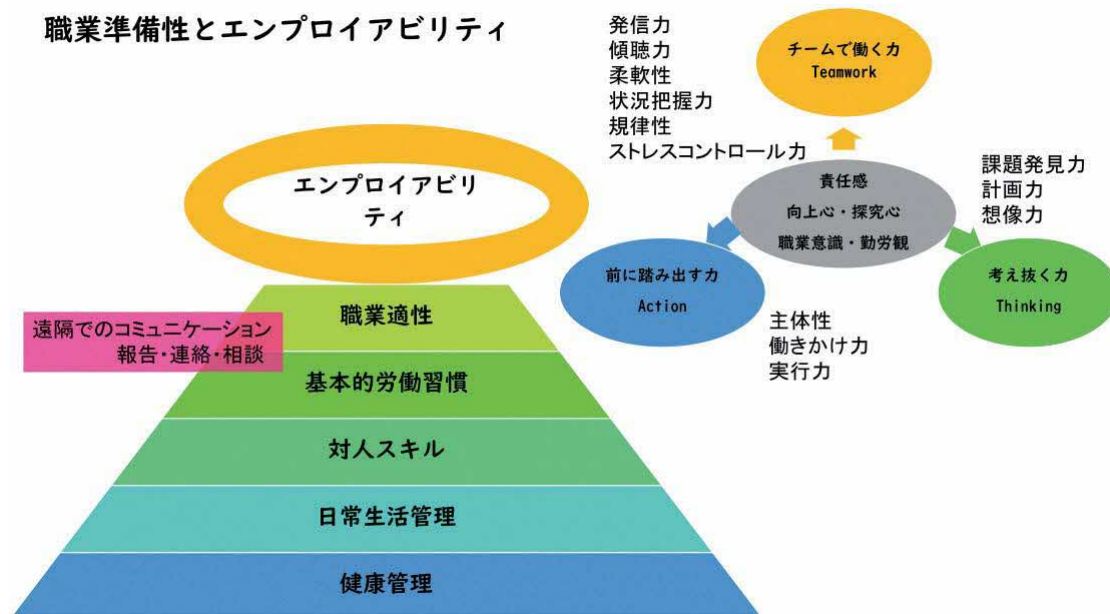 職業準備性とエンプロイアビリティ
エンプロイアビリ
ティ
職業適性
遠隔でのコミュニケーション
報告・連絡・相談
基本的労働習慣
対人スキル
日常生活管理
健康管理
発信力
傾聴力
柔軟性
状況把握力
規律性
ストレスコントロール力
チームで働く力
Teamwork
責任感
向上心・探究心
職業意識・勤労観
課題発見力
計画力
想像力
前に踏み出す力
Action
主体性
働きかけ力
実行力
考え抜く力
Thinking